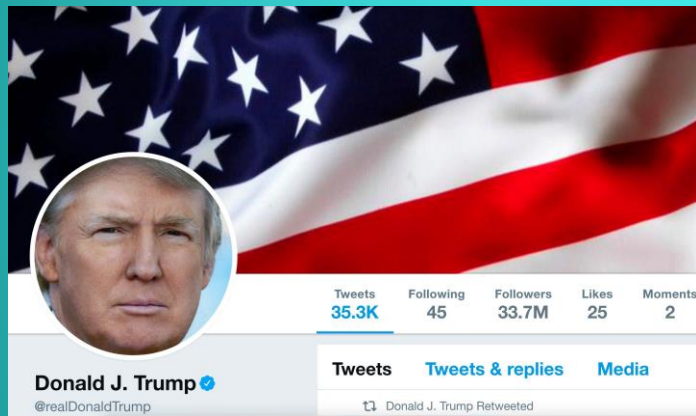 Tweets Following Followers Likes Moments
35.3K 45 33.7M 25 2
Tweets Tweets & replies Media
Donald J. Trump
@realDonaldTrump
Donald J. Trump Retweeted